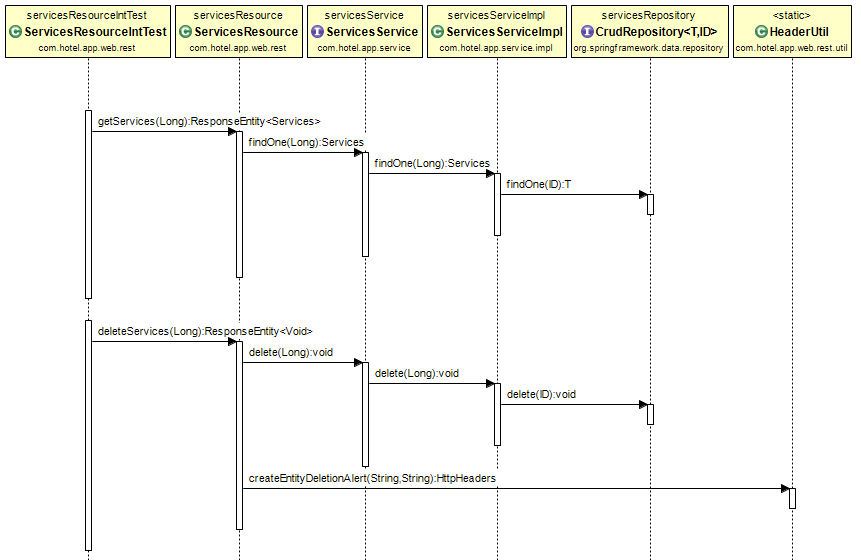 servicesResourceIntTest
C ServicesResourceIntTest
com.hotel.app.web.rest
servicesResource
C ServicesResource
com.hotel.app.web.rest
servicesService
I ServicesService
com.hotel.app.service
servicesServiceImpl
C ServicesServiceImpl
com.hotel.app.service.impl
servicesRepository
I CrudRepository<T,ID>
org.springframework.data.repository
<static>
C HeaderUtil
com.hotel.app.web.rest.util
getServices(Long):ResponseEntity<Services>
findOne(Long):Services
findOne(Long):Services
findOne(ID):T
deleteServices(Long):ResponseEntity<Void>
delete(Long):void
delete(Long):void
delete(ID):void
createEntityDeletionAlert(String,String):HttpHeaders